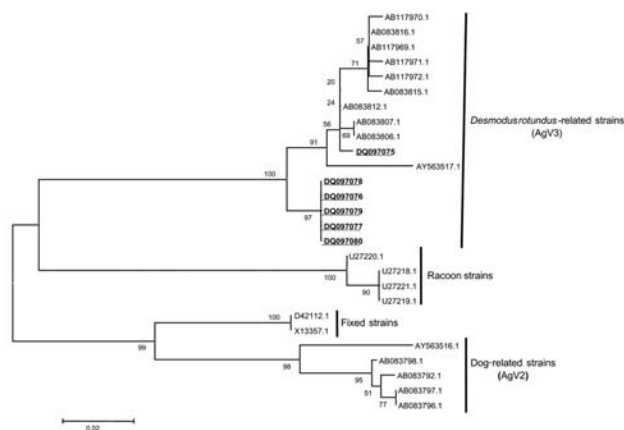 AB117970.1
57
AB083816.1
AB117969.1
71
AB117971.1
AB117972.1
20
AB083815.1
24
AB083812.1
56
AB083807.1
69
AB083806.1
91
DQ097075
AY563517.1
100
DQ097078
DQ097076
DQ097079
97
DQ097077
DQ097080
Desmodus rotundus-related strains
(AgV3)
U27220.1
100
U27218.1
90
U27221.1
U27219.1
Racoon strains
100
D42112.1
X13357.1
Fixed strains
99
AY563516.1
98
AB083798.1
95
AB083792.1
51
AB083797.1
77
AB083796.1
Dog-related strains
(AgV2)
0.02